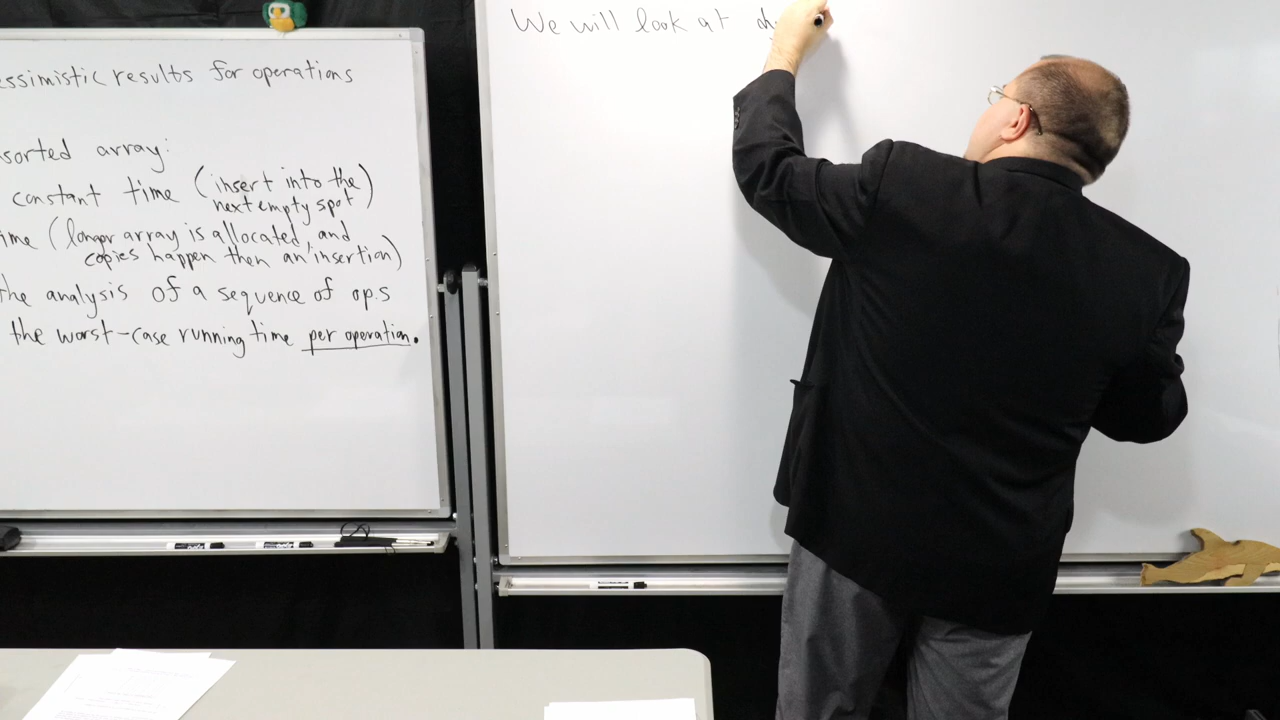 essimistic results for operations
sorted array:
constant time (insert into the
next empty spot)
ime (longer array is allocated, and
copies happen then an insertion)
the analysis of a sequence of op.s
the worst-case running time per operation.
We will look at